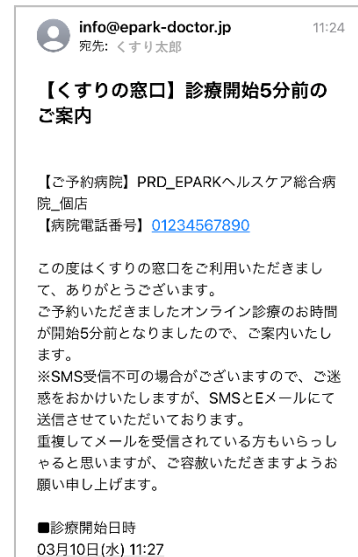 info@epark-doctor.jp 11:24
宛先: くすり太郎
【くすりの窓口】診療開始5分前の
ご案内
【ご予約病院】PRD_EPARKヘルスケア総合病
院_個店
【病院電話番号】01234567890
この度はくすりの窓口をご利用いただきまし
て、ありがとうございます。
ご予約いただきましたオンライン診療のお時間
が開始5分前となりましたので、ご案内いたし
ます。
※SMS受信不可の場合がございますので、ご迷
惑をおかけいたしますが、SMSとEメールにて
送信させていただいております。
重複してメールを受信されている方もいらっし
ゃると思いますが、ご容赦いただきますようお
願い申し上げます。
■診療開始日時
03月10日(水) 11:27